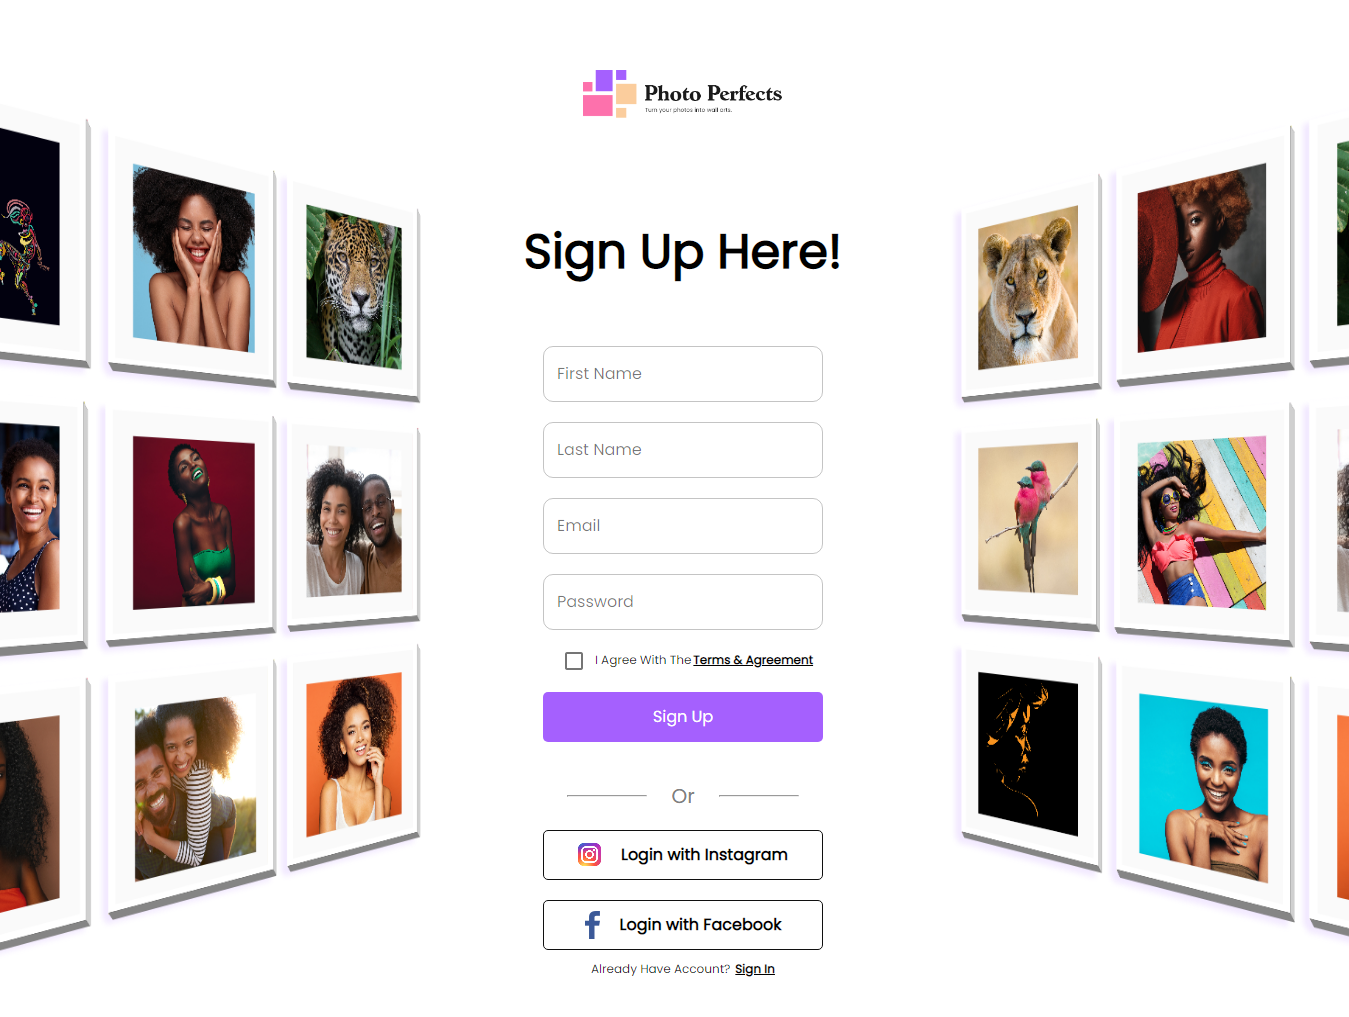 Photo Perfects
Turn your photos into wall arts.
Sign Up Here!
First Name
Last Name
Email
Password
I Agree With The Terms & Agreement
Sign Up
Or
Login with Instagram
Login with Facebook
Already Have Account? Sign In